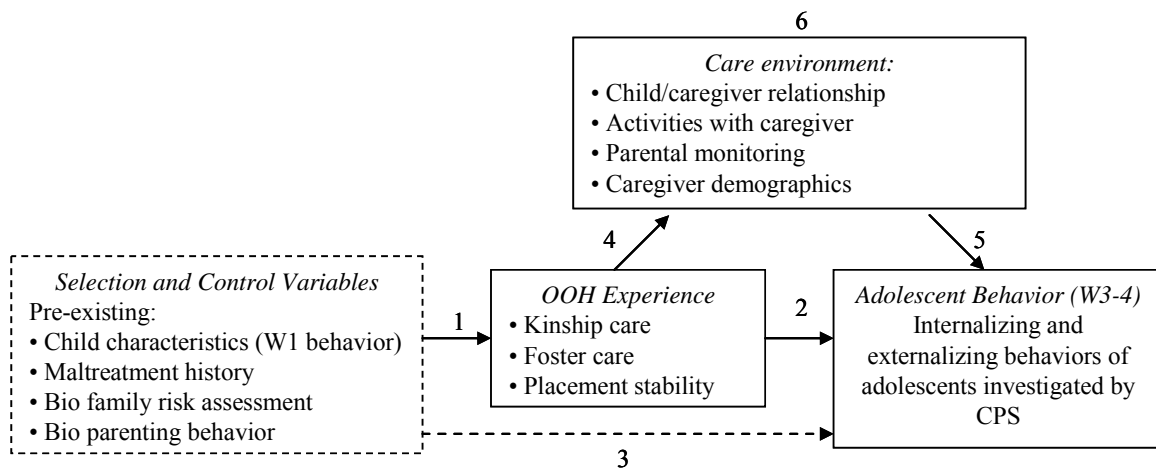 6
Care environment:
• Child/caregiver relationship
• Activities with caregiver
• Parental monitoring
• Caregiver demographics
4
5
Selection and Control Variables
Pre-existing:
• Child characteristics (W1 behavior)
• Maltreatment history
• Bio family risk assessment
• Bio parenting behavior
1
OOH Experience
• Kinship care
• Foster care
• Placement stability
2
Adolescent Behavior (W3-4)
Internalizing and
externalizing behaviors of
adolescents investigated by
CPS
3